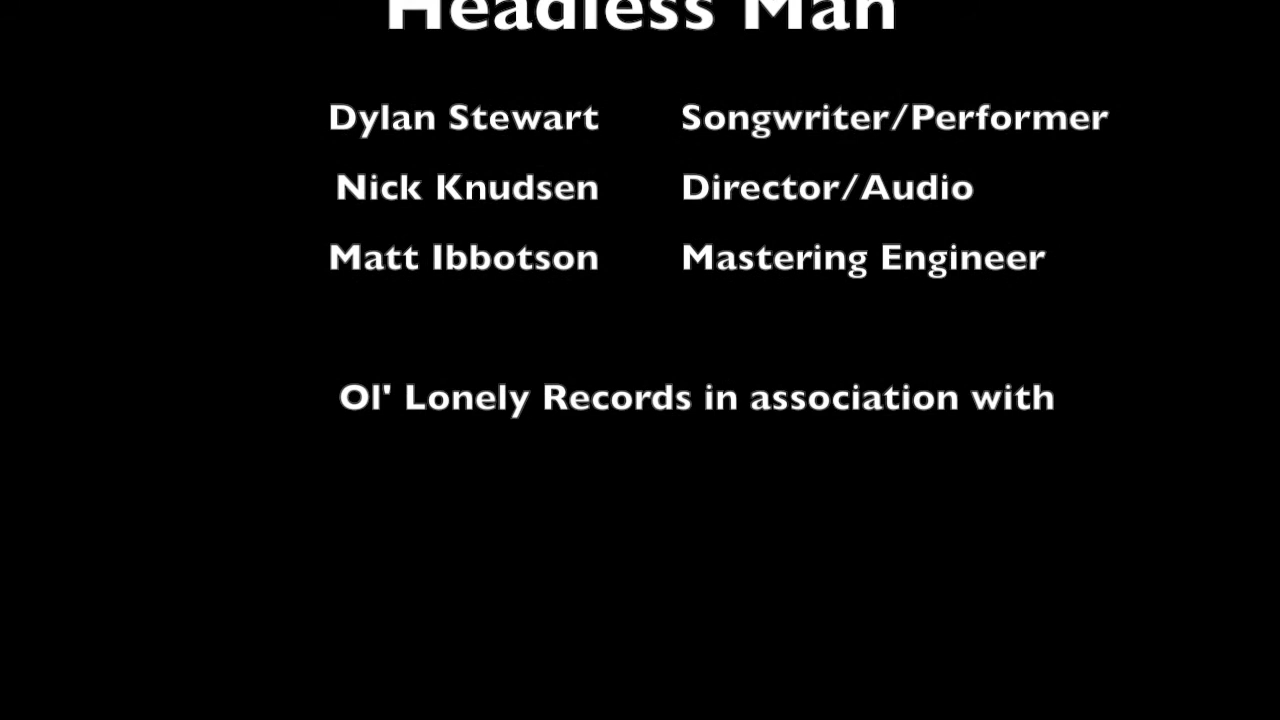 Headless Man
Dylan Stewart Songwriter/Performer
Nick Knudsen Director/Audio
Matt Ibbotson Mastering Engineer
Ol' Lonely Records in association with